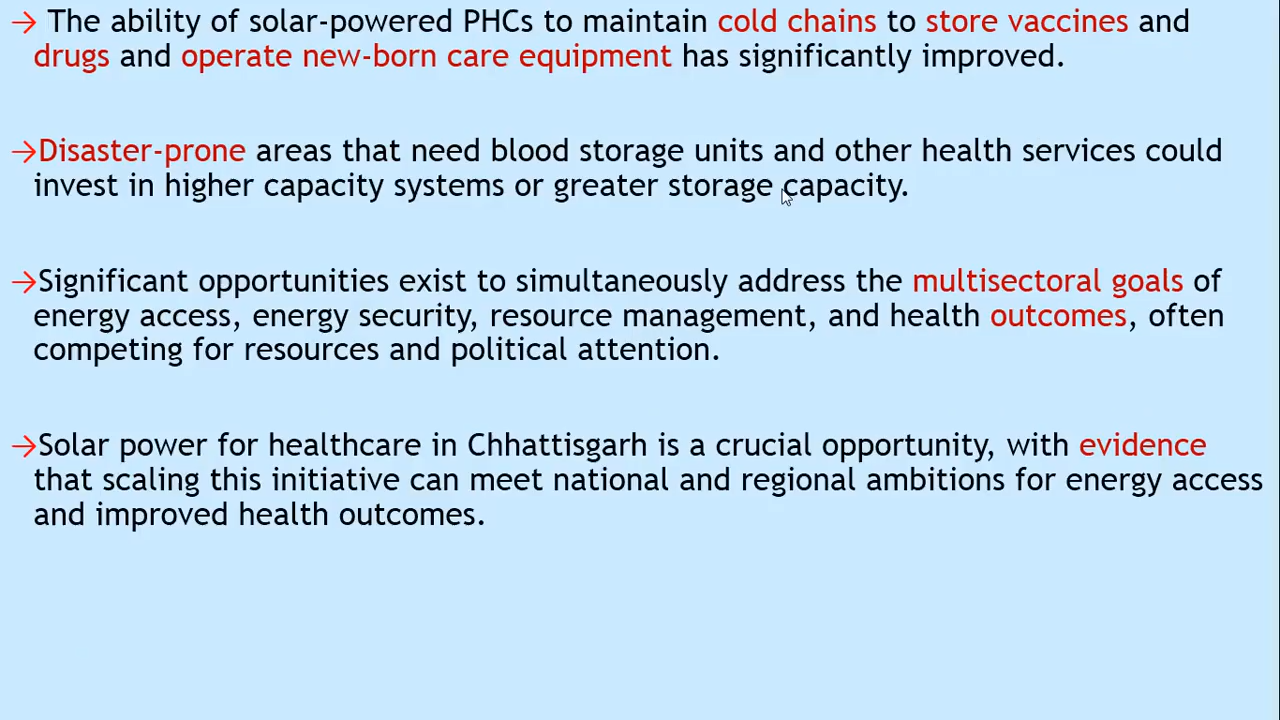 → The ability of solar-powered PHCs to maintain cold chains to store vaccines and
drugs and operate new-born care equipment has significantly improved.
→Disaster-prone areas that need blood storage units and other health services could
invest in higher capacity systems or greater storage capacity.
→Significant opportunities exist to simultaneously address the multisectoral goals of
energy access, energy security, resource management, and health outcomes, often
competing for resources and political attention.
→Solar power for healthcare in Chhattisgarh is a crucial opportunity, with evidence
that scaling this initiative can meet national and regional ambitions for energy access
and improved health outcomes.